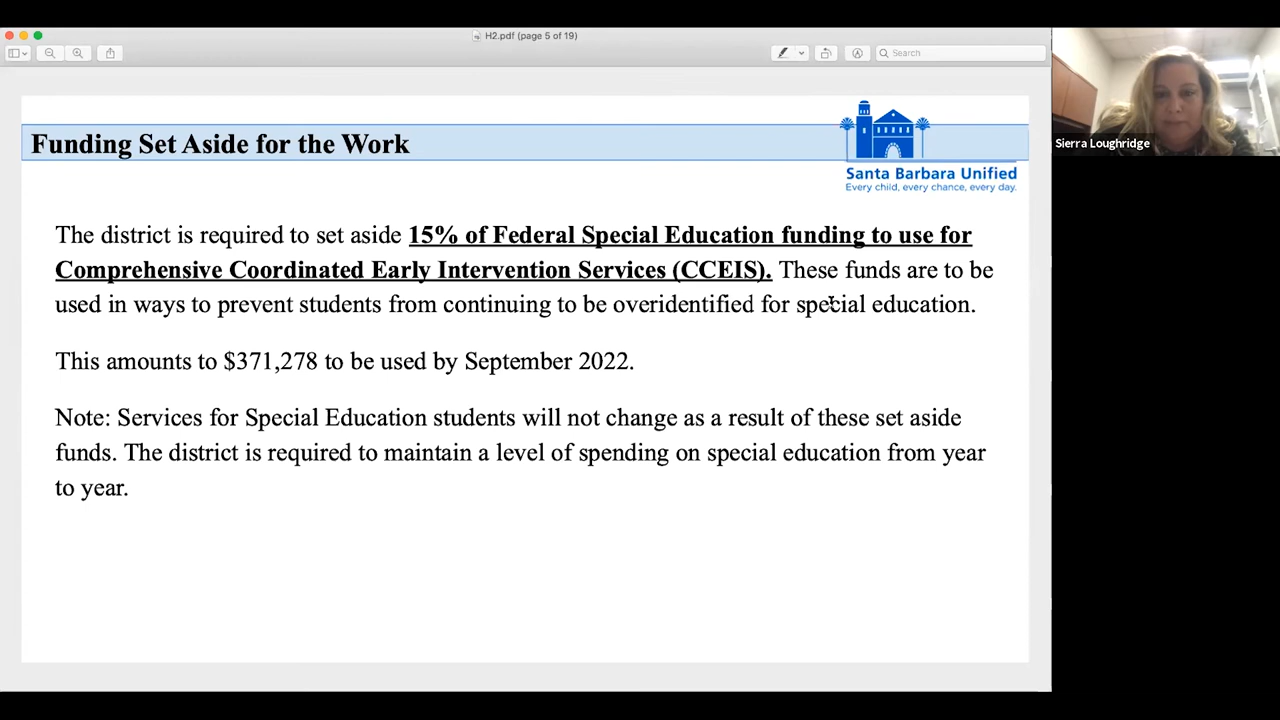 H2.pdf (page 5 of 19)
Search
Funding Set Aside for the Work
Santa Barbara Unified
Every child, every chance, every day.
The district is required to set aside 15% of Federal Special Education funding to use for
Comprehensive Coordinated Early Intervention Services (CCEIS). These funds are to be
used in ways to prevent students from continuing to be overidentified for special education.
This amounts to $371,278 to be used by September 2022.
Note: Services for Special Education students will not change as a result of these set aside
funds. The district is required to maintain a level of spending on special education from year
to year.
Sierra Loughridge